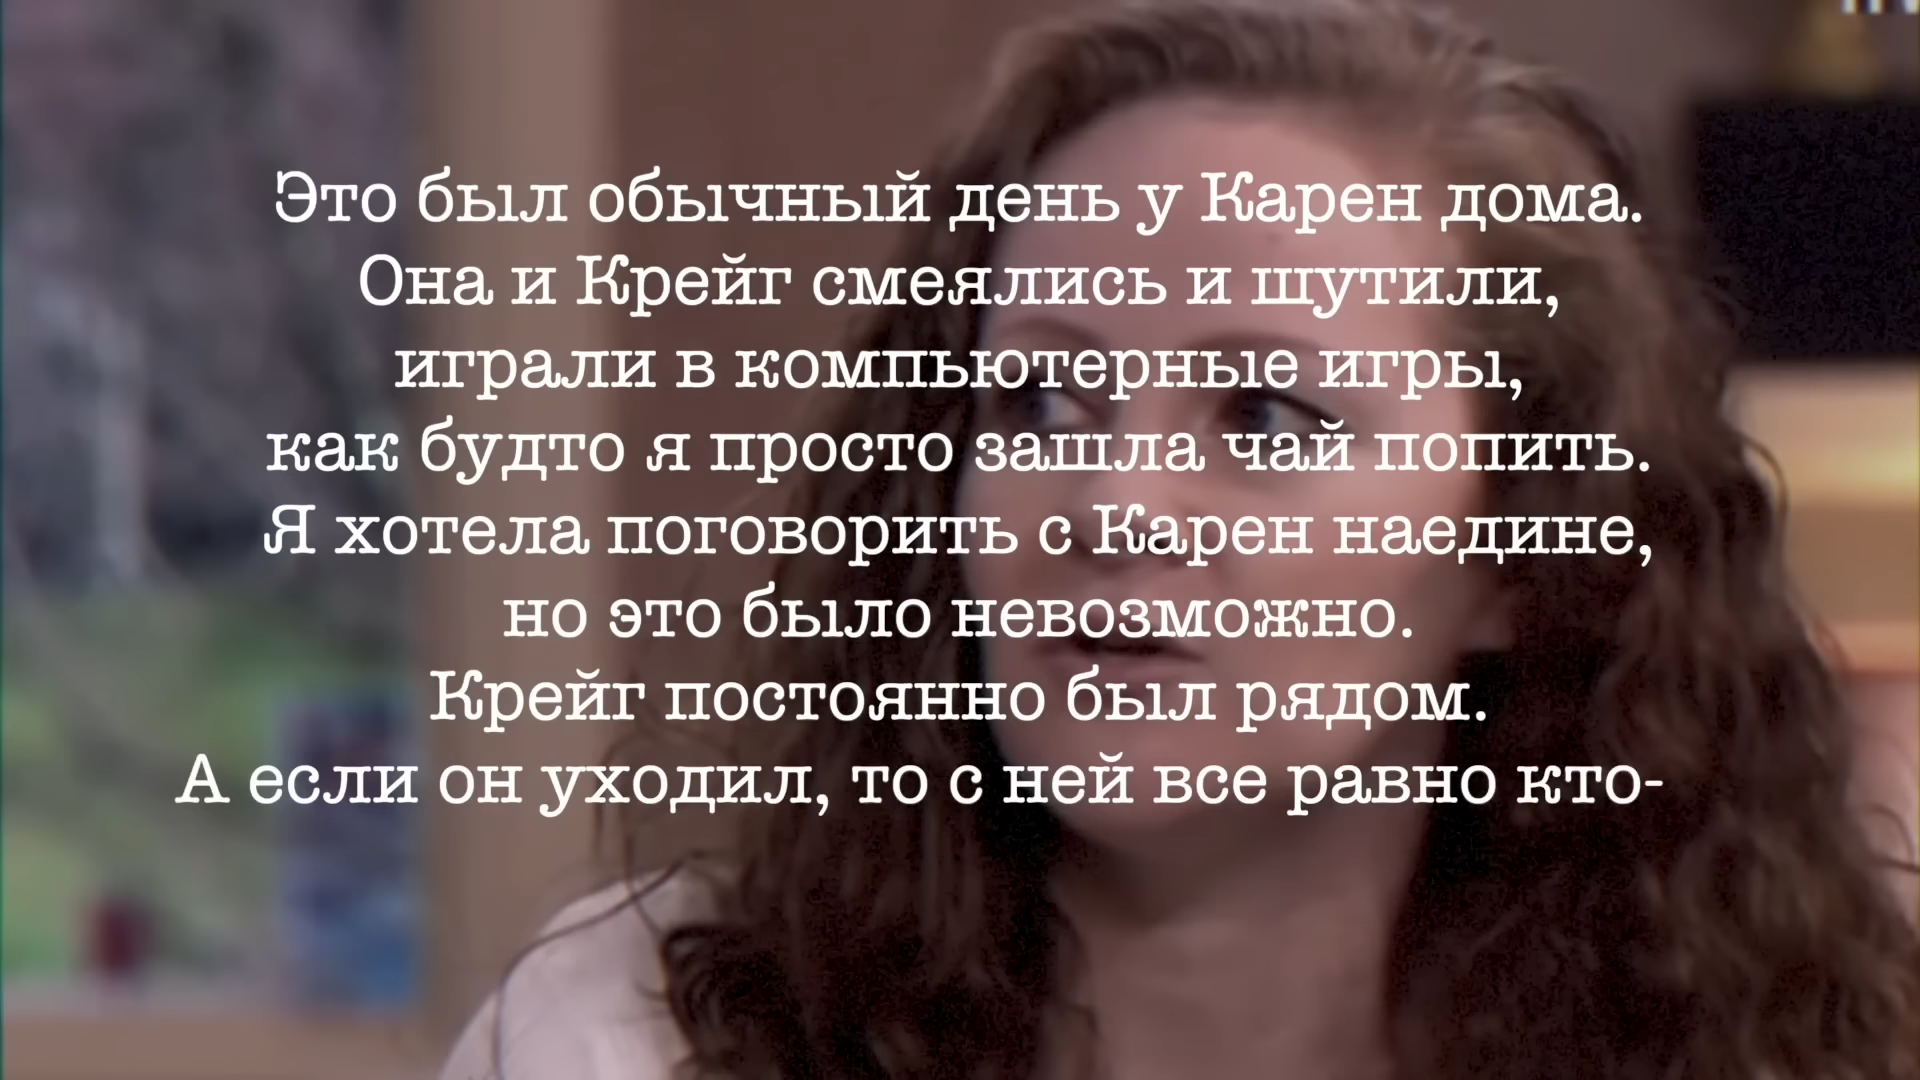 Это был обычный день у Карен дома.
Она и Крейг смеялись и шутили,
играли в компьютерные игры,
как будто я просто зашла чай попить.
Я хотела поговорить с Карен наедине,
но это было невозможно.
Крейг постоянно был рядом.
А если он уходил, то с ней все равно кто-